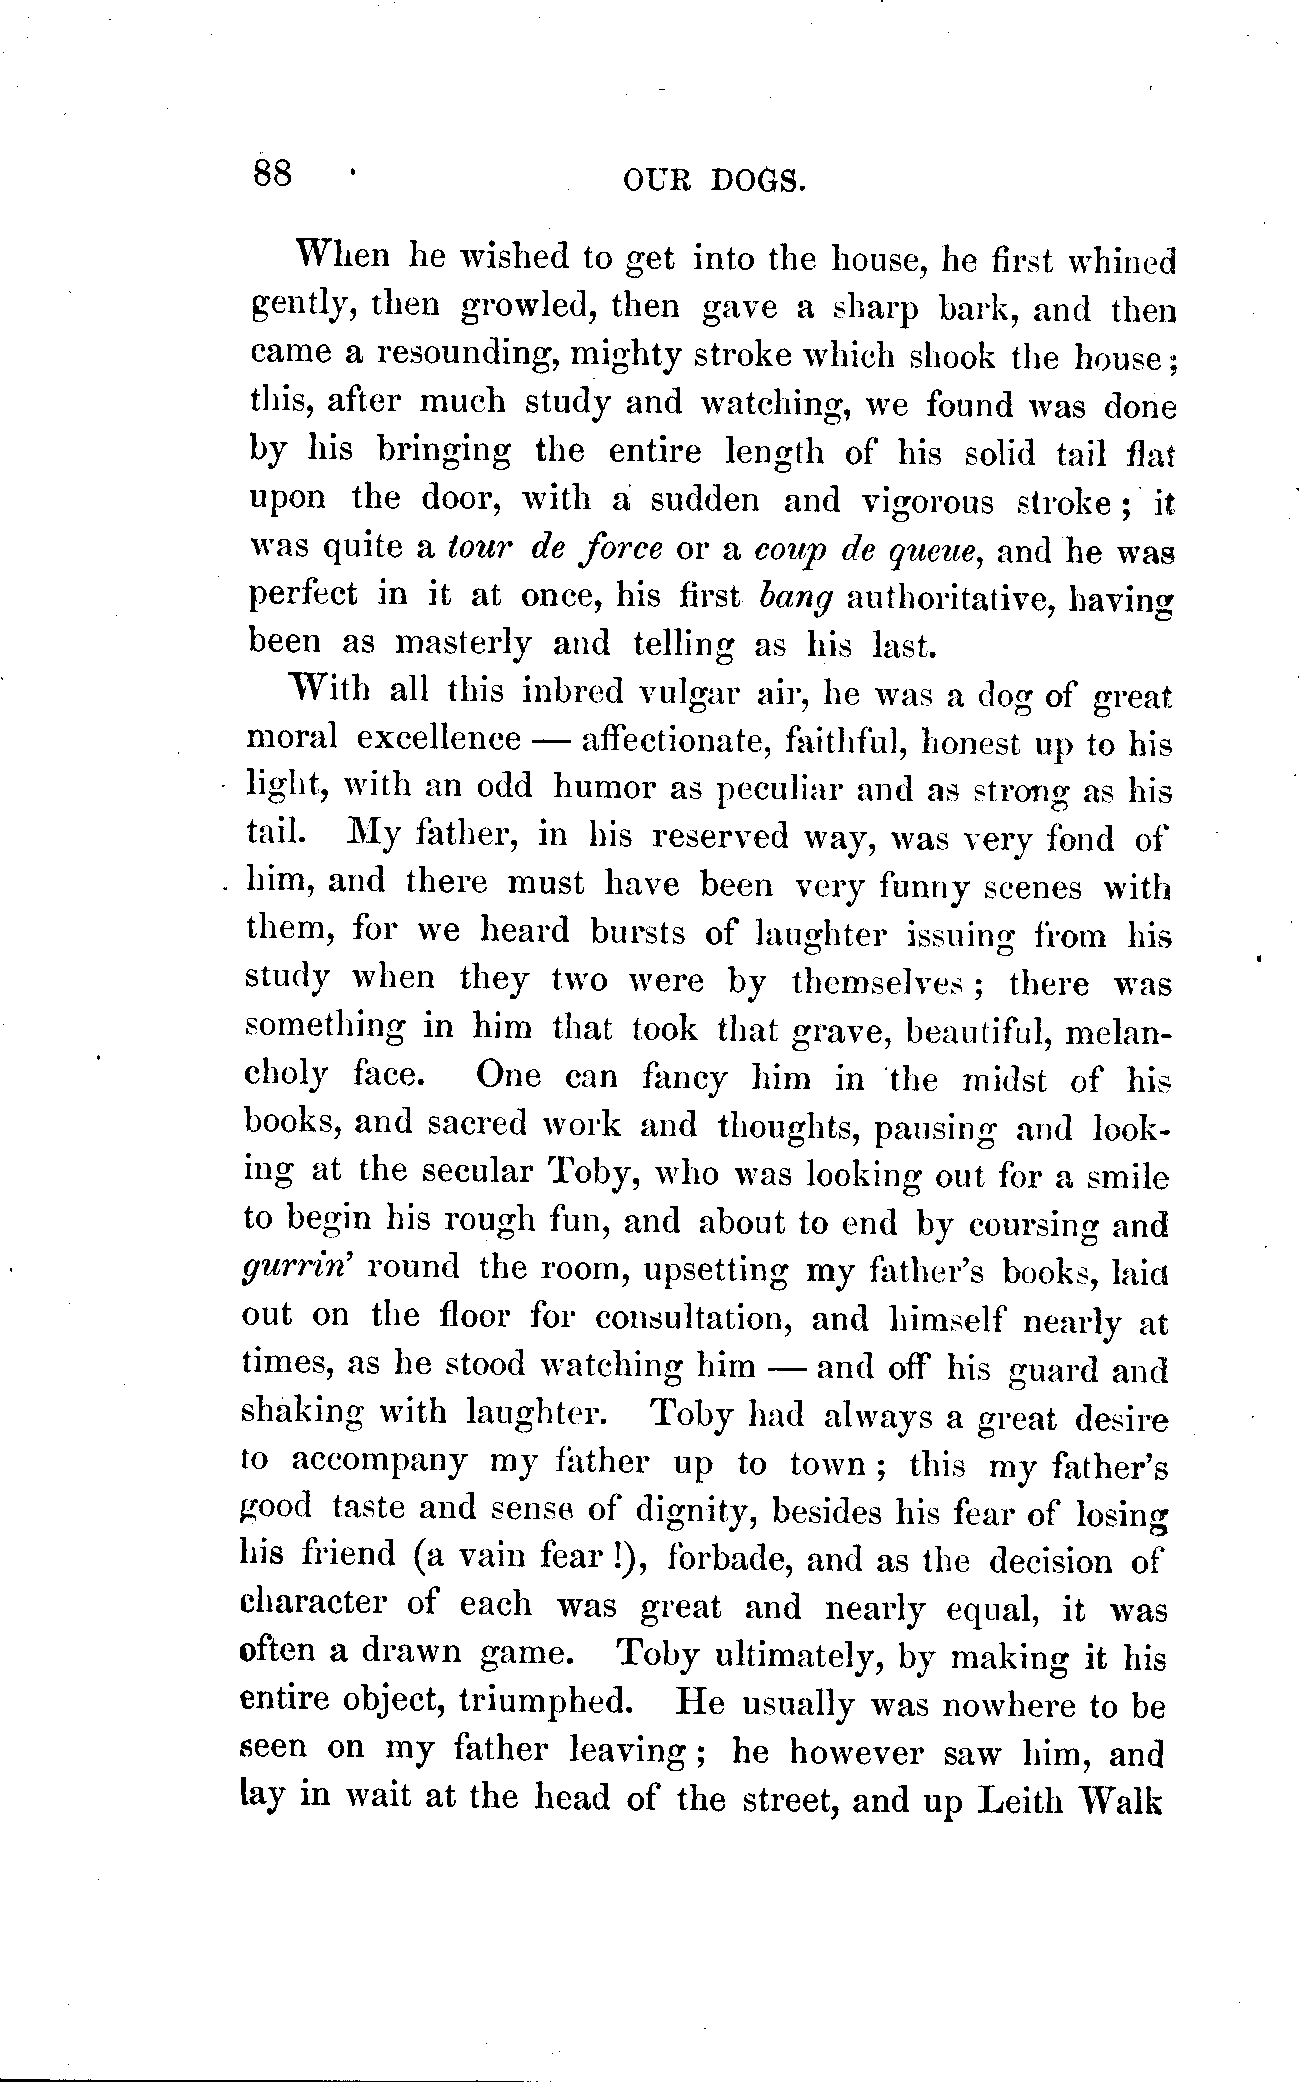 88 OUR DOGS.
When he wished to get into the house, he first whined
gently, then growled, then gave a sharp bark, and then
came a resounding, mighty stroke which shook the house;
this, after much study and watching, we found was done
by his bringing the entire length of his solid tail flat
upon the door, with a sudden and vigorous stroke; it
was quite a tour de force or a coup de queue, and he was
perfect in it at once, his first bang authoritative, having
been as masterly and telling as his last.
With all this inbred vulgar air, he was a dog of great
moral excellence — affectionate, faithful, honest up to his
light, with an odd humor as peculiar and as strong as his
tail. My father, in his reserved way, was very fond of
him, and there must have been very funny scenes with
them, for we heard bursts of laughter issuing from his
study when they two were by themselves; there was
something in him that took that grave, beautiful, melan-
choly face. One can fancy him in the midst of his
books, and sacred work and thoughts, pausing and look-
ing at the secular Toby, who was looking out for a smile
to begin his rough fun, and about to end by coursing and
gurrin' round the room, upsetting my father's books, laid
out on the floor for consultation, and himself nearly at
times, as he stood watching him — and off his guard and
shaking with laughter. Toby had always a great desire
to accompany my father up to town; this my father's
good taste and sense of dignity, besides his fear of losing
his friend (a vain fear!), forbade, and as the decision of
character of each was great and nearly equal, it was
often a drawn game. Toby ultimately, by making it his
entire object, triumphed. He usually was nowhere to be
seen on my father leaving; he however saw him, and
lay in wait at the head of the street, and up Leith Walk